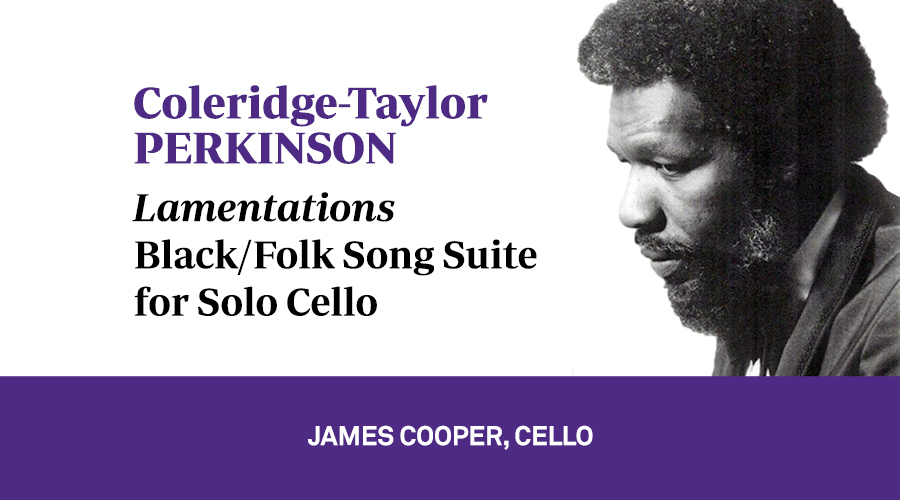 Coleridge-Taylor
PERKINSON
Lamentations
Black/Folk Song Suite
for Solo Cello
JAMES COOPER, CELLO